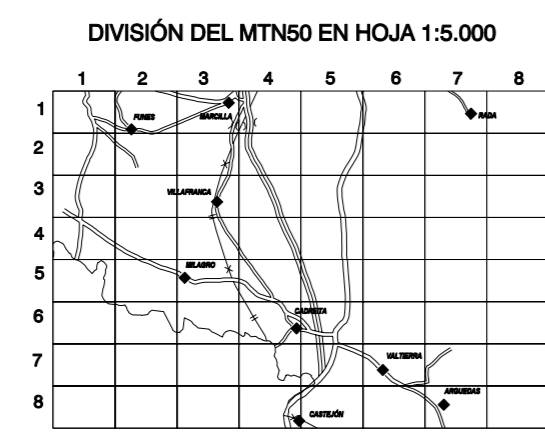 DIVISIÓN DEL MTN50 EN HOJA 1:5.000
1 2 3 4 5 6 7 8
1
FUNES
MARCILLA
RADA
2
3
VILLAFRANCA
4
5
MILAGRO
6
CADREITA
7
VALTIERRA
8
ARGUEDAS
CASTEJÓN